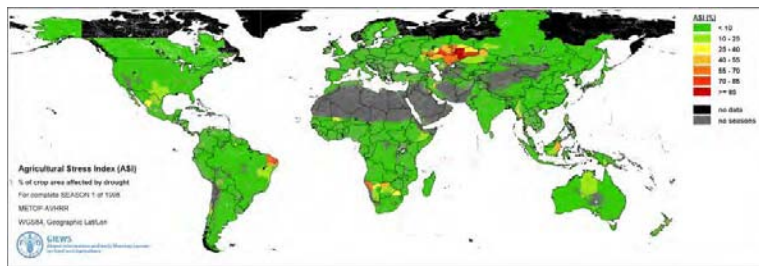 ASI (%)
< 10
10 - 25
25 - 40
40 - 55
55 - 70
70 - 85
>= 85
no data
no seasons
Agricultural Stress Index (ASI)
% of crop area affected by drought
For complete SEASON 1 of
METOP-AVHRR
WGS84, Geographic Lat/Lon
FAO
GIEWS